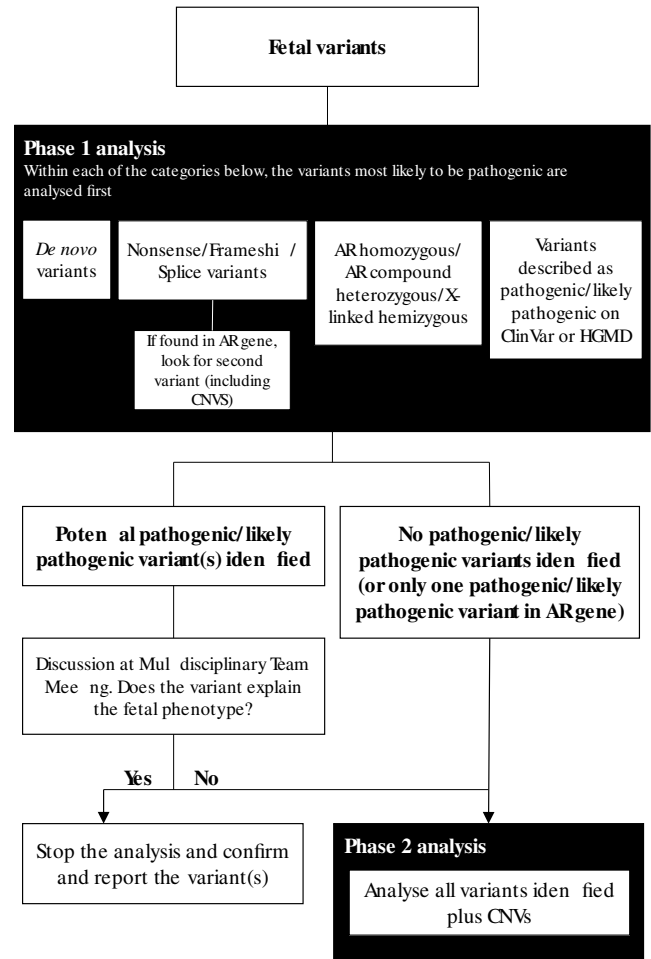 Fetal variants
Phase 1 analysis
Within each of the categories below, the variants most likely to be pathogenic are
analysed first
De novo
variants
Nonsense/Frameshi /
Splice variants
If found in AR gene,
look for second
variant (including
CNVS)
AR homozygous/
AR compound
heterozygous/X-
linked hemizygous
Variants
described as
pathogenic/likely
pathogenic on
ClinVar or HGMD
Poten al pathogenic/likely
pathogenic variant(s) iden fied
No pathogenic/likely
pathogenic variants iden fied
(or only one pathogenic/likely
pathogenic variant in AR gene)
Discussion at Mul disciplinary Team
Mee ng. Does the variant explain
the fetal phenotype?
Yes No
Stop the analysis and confirm
and report the variant(s)
Phase 2 analysis
Analyse all variants iden fied
plus CNVs